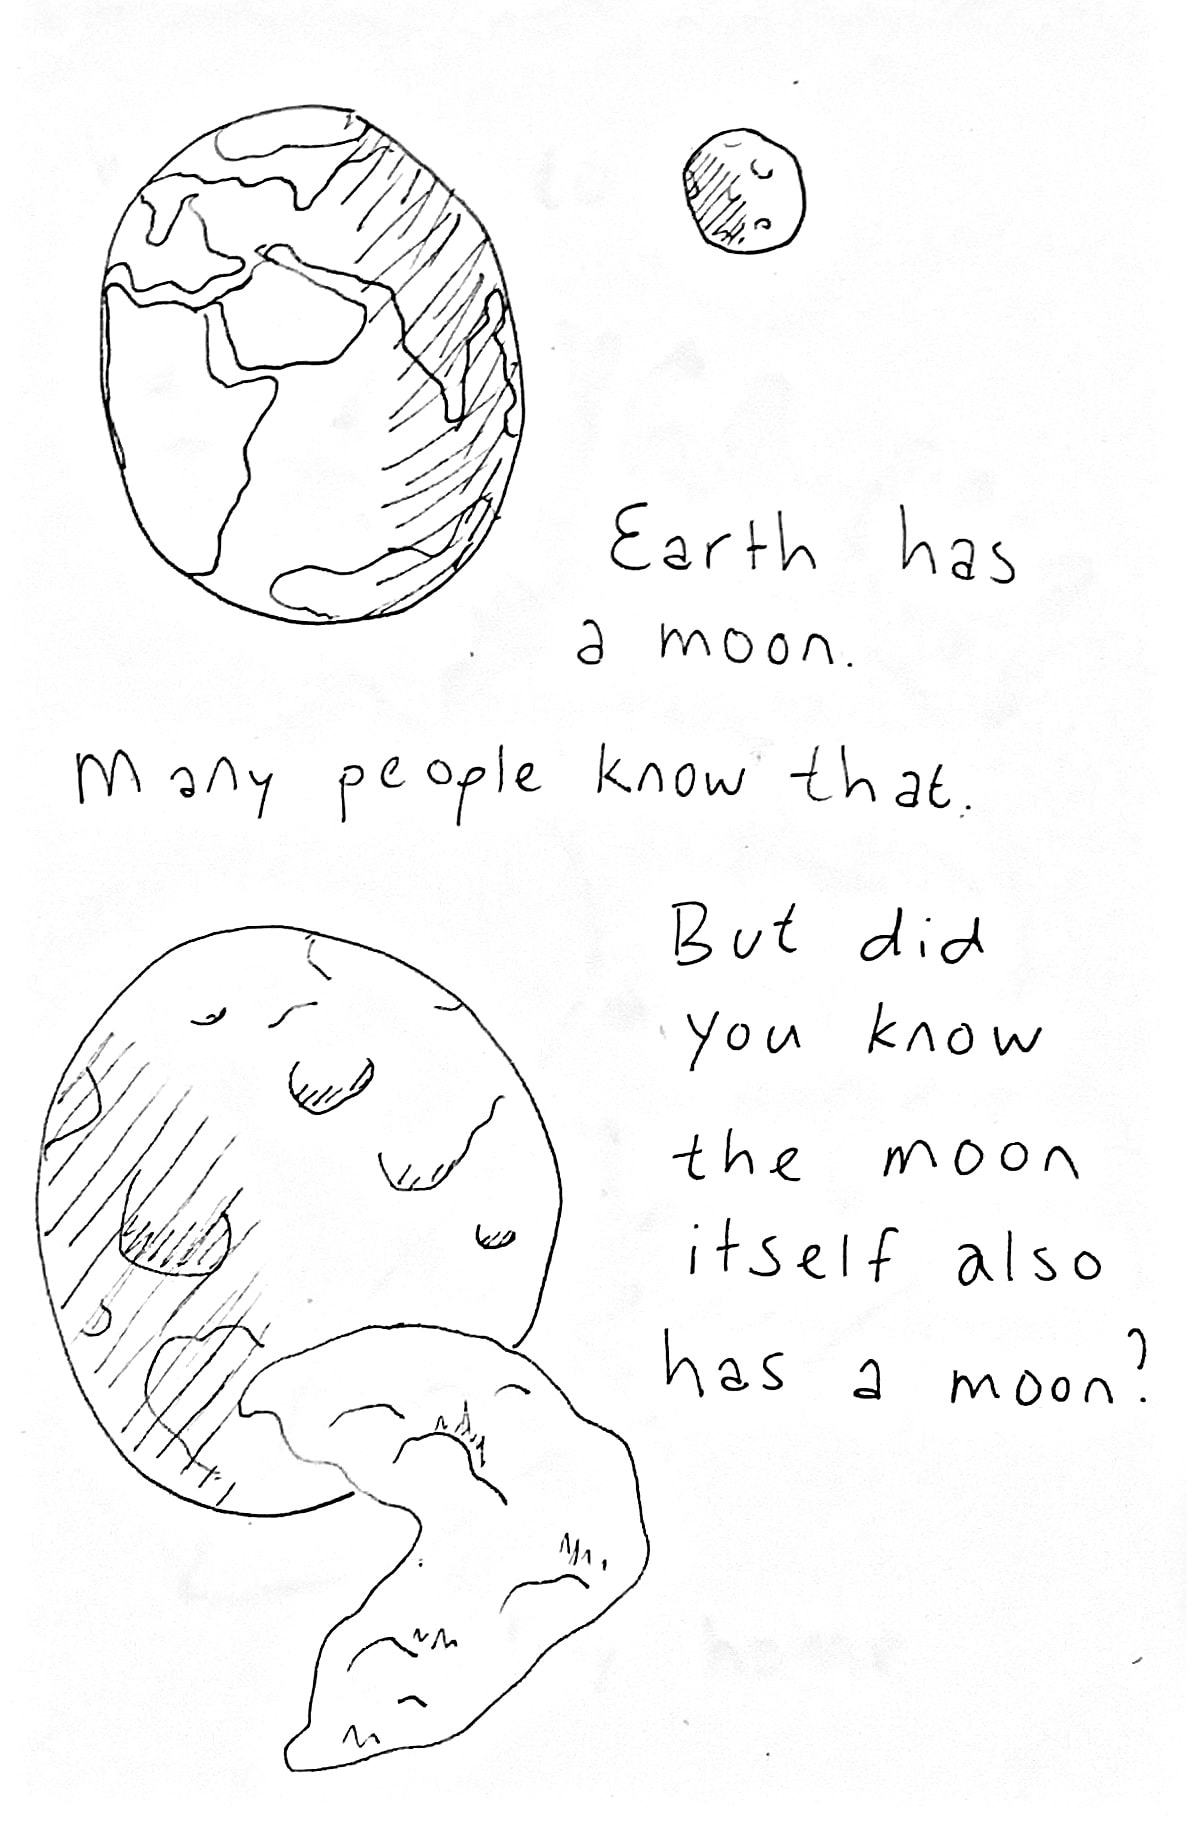 Earth has
a moon.
Many people know that.
But did
you know
the moon
itself also
has a moon?